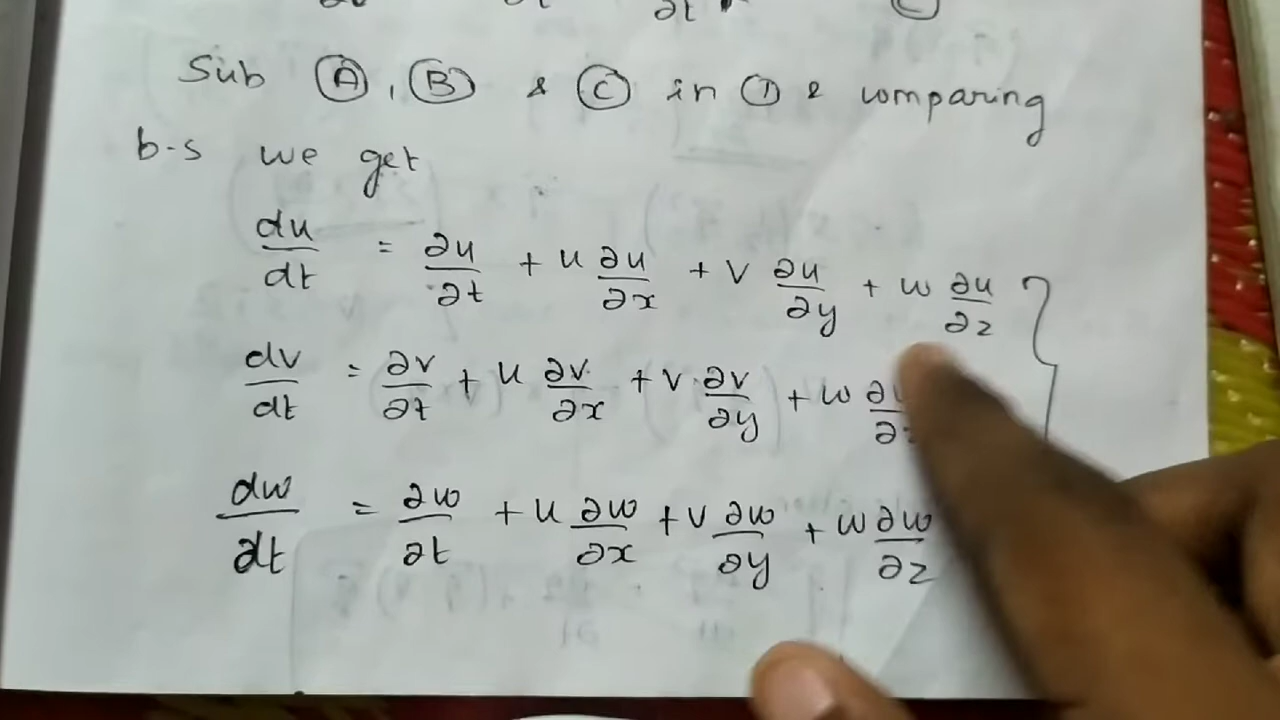 ∂t
Sub Ⓐ, Ⓑ & Ⓒ in ① & comparing
b.s we get
du/dt = ∂u/∂t + u ∂u/∂x + v ∂u/∂y + w ∂u/∂z
dv/dt = ∂v/∂t + u ∂v/∂x + v ∂v/∂y + w
dw/dt = ∂w/∂t + u ∂w/∂x + v ∂w/∂y + w ∂w/∂z